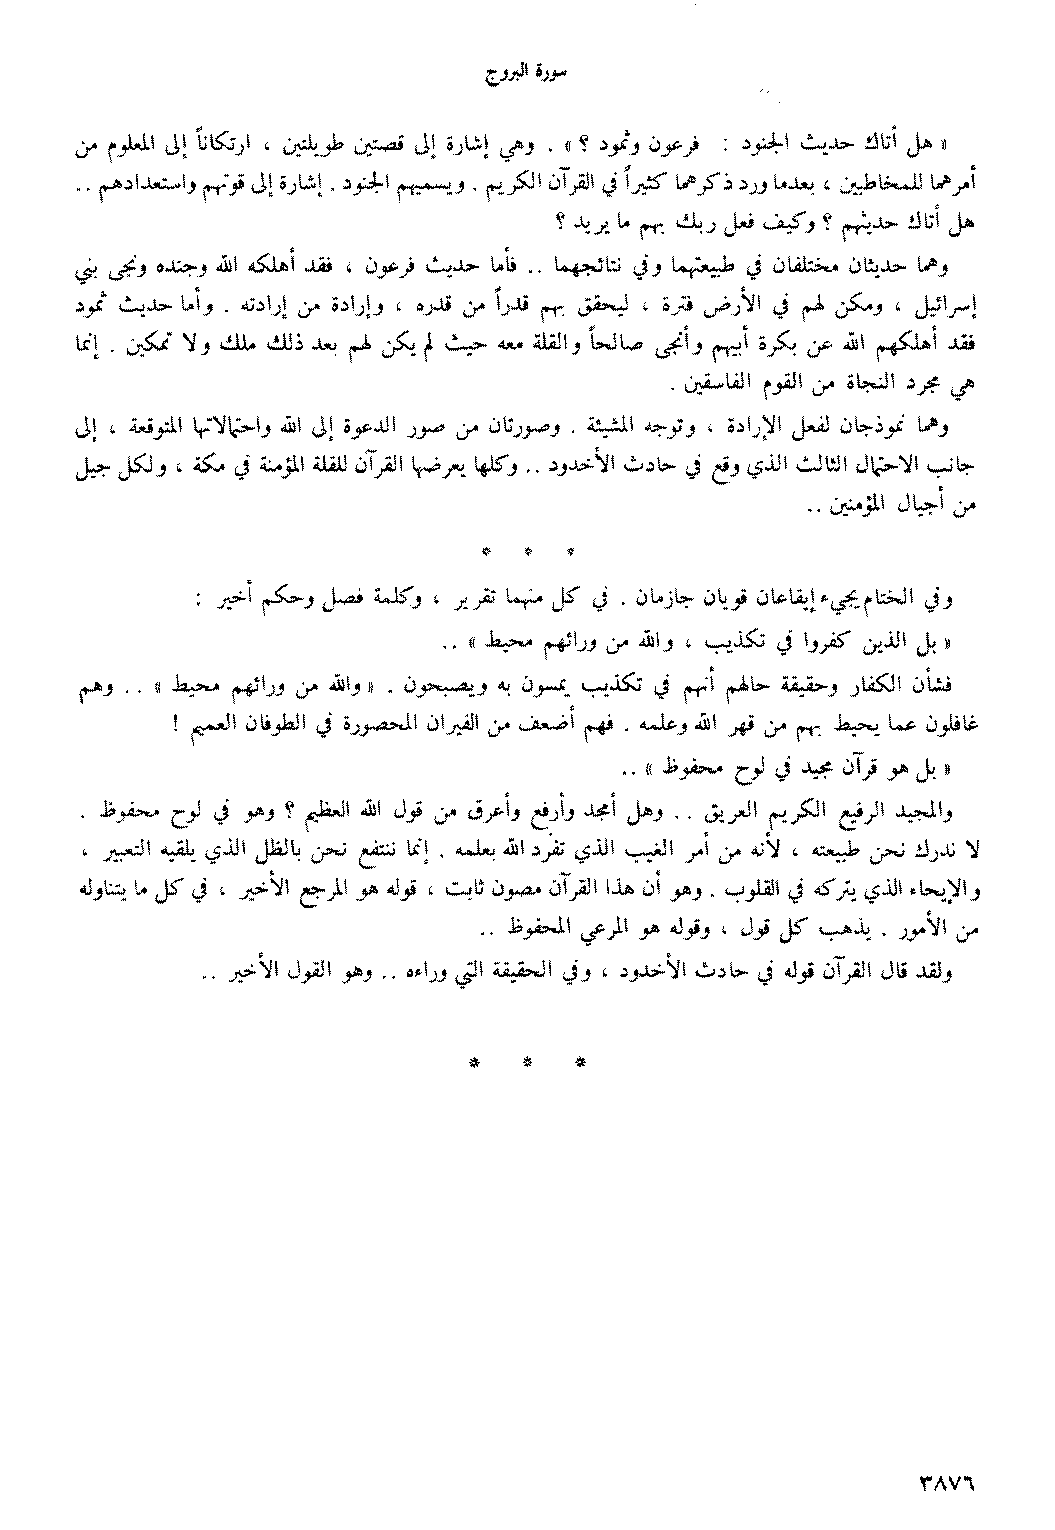 سورة البروج
« هل أتاك حديث الجنود : فرعون وثمود ؟ » . وهي إشارة إلى قصتين طويلتين ، ارتكاناً إلى المعلوم من
أمرهما للمخاطبين ، بعدما ورد ذكرهما كثيراً في القرآن الكريم . ويسميهم الجنود . إشارة إلى قوتهم واستعدادهم ..
هل أتاك حديثهم ؟ وكيف فعل ربك بهم ما يريد ؟
وهما حديثان مختلفان في طبيعتهما وفي نتائجهما .. فأما حديث فرعون ، فقد أهلكه الله وجنده ونجى بني
إسرائيل ، ومكن لهم في الأرض فترة ، ليحقق بهم قدراً من قدره ، وإرادة من إرادته . وأما حديث ثمود
فقد أهلكهم الله عن بكرة أبيهم وأنجى صالحاً والقلة معه حيث لم يكن لهم بعد ذلك ملك ولا تمكين . إنما
هي مجرد النجاة من القوم الفاسقين .
وهما نموذجان لفعل الإرادة ، وتوجه المشيئة . وصورتان من صور الدعوة إلى الله واحتمالاتها المتوقعة ، إلى
جانب الاحتمال الثالث الذي وقع في حادث الأخدود .. وكلها يعرضها القرآن للقلة المؤمنة في مكة ، ولكل جيل
من أجيال المؤمنين ..
* * *
وفي الختام يجيء إيقاعان قويان جازمان . في كل منهما تقرير ، وكلمة فصل وحكم أخير :
« بل الذين كفروا في تكذيب ، والله من ورائهم محيط » ..
فشأن الكفار وحقيقة حالهم أنهم في تكذيب يمسون به ويصبحون . « والله من ورائهم محيط » .. وهم
غافلون عما يحيط بهم من قهر الله وعلمه . فهم أضعف من الفيران المحصورة في الطوفان العميم !
« بل هو قرآن مجيد في لوح محفوظ » ..
والمجيد الرفيع الكريم العريق .. وهل أمجد وأرفع وأعرق من قول الله العظيم ؟ وهو في لوح محفوظ .
لا ندرك نحن طبيعته ، لأنه من أمر الغيب الذي تفرد الله بعلمه . إنما ننتفع نحن بالظل الذي يلقيه التعبير ،
والإيحاء الذي يتركه في القلوب . وهو أن هذا القرآن مصون ثابت ، قوله هو المرجع الأخير ، في كل ما يتناوله
من الأمور . يذهب كل قول ، وقوله هو المرعي المحفوظ ..
ولقد قال القرآن قوله في حادث الأخدود ، وفي الحقيقة التي وراءه .. وهو القول الأخير ..
* * *
٣٨٧٦